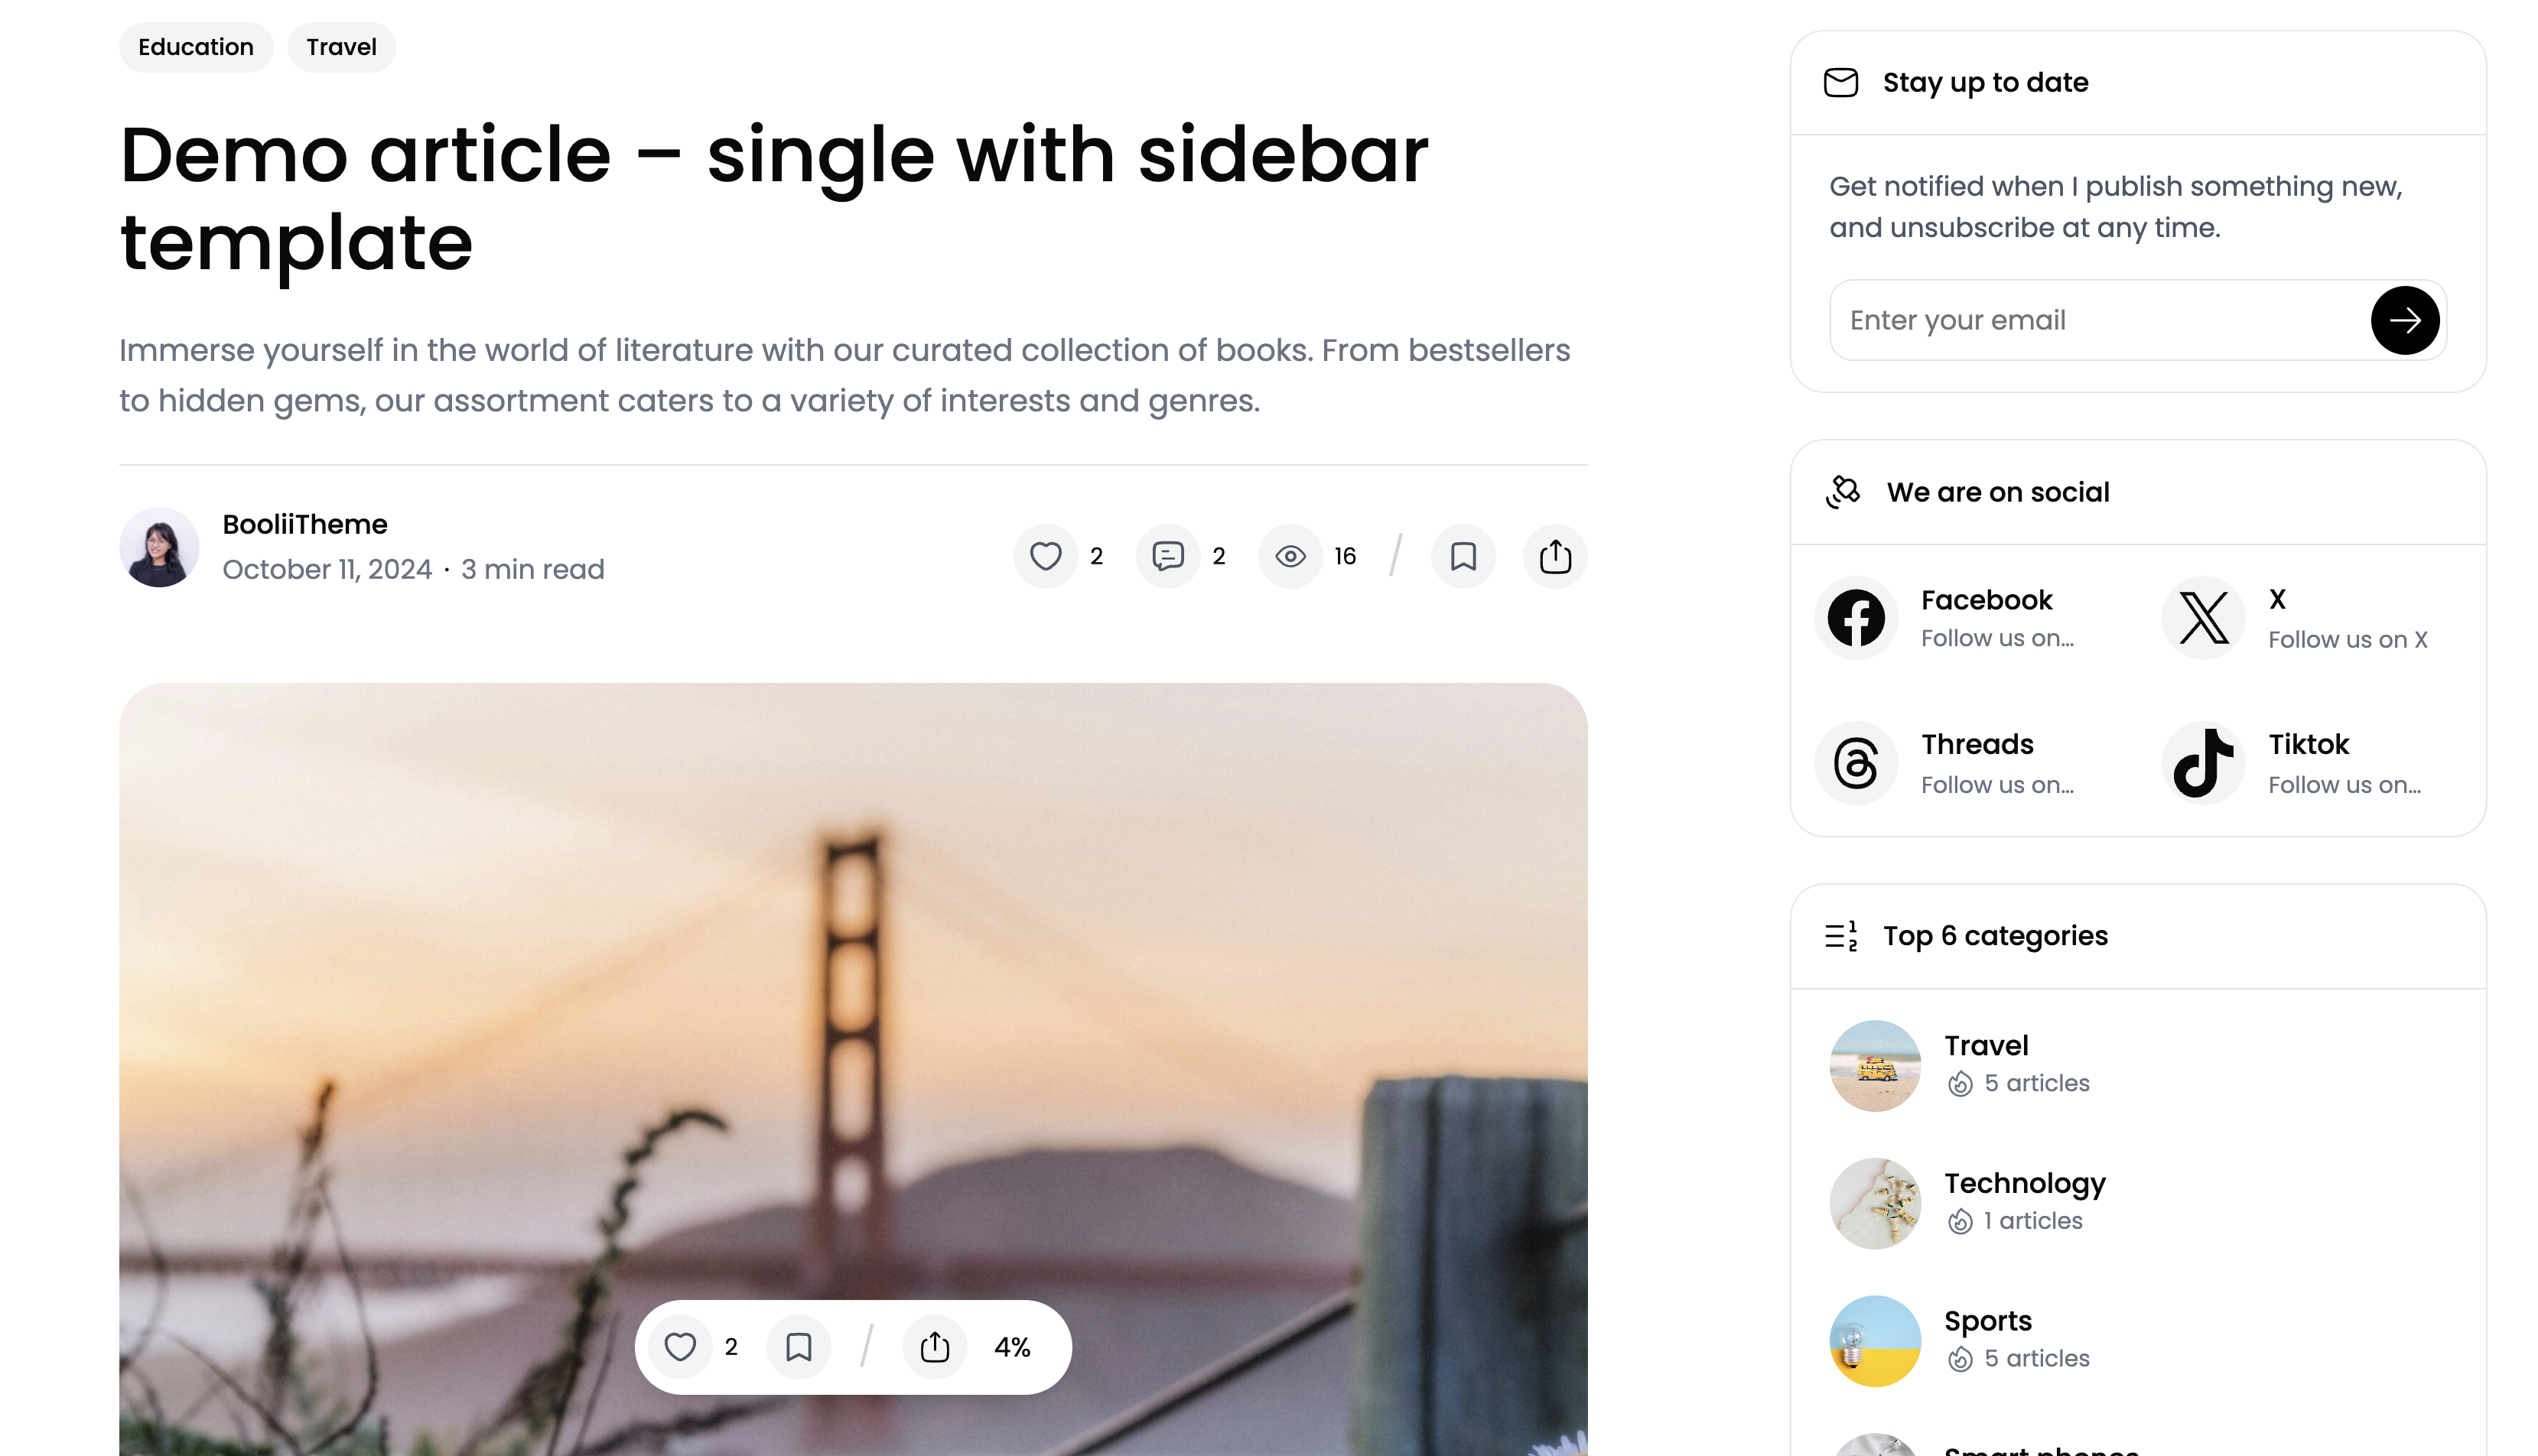 Education
Travel
Demo article – single with sidebar
template
Immerse yourself in the world of literature with our curated collection of books. From bestsellers
to hidden gems, our assortment caters to a variety of interests and genres.
BooliiTheme
October 11, 2024 · 3 min read
2
2
16
2
4%
Stay up to date
Get notified when I publish something new,
and unsubscribe at any time.
Enter your email
We are on social
Facebook
Follow us on...
X
Follow us on X
Threads
Follow us on...
Tiktok
Follow us on...
Top 6 categories
Travel
5 articles
Technology
1 articles
Sports
5 articles
Smart phones